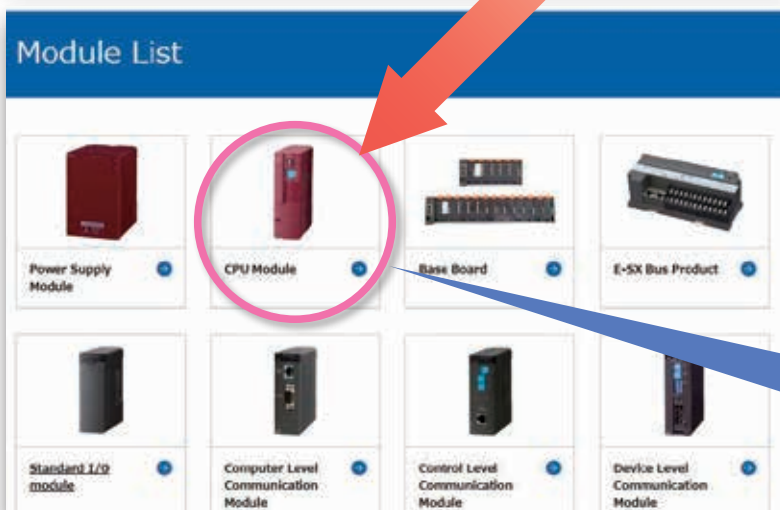 Module List
Power Supply
Module
CPU Module
Base Board
E-SX Bus Product
Standard I/O
module
Computer Level
Communication
Module
Control Level
Communication
Module
Device Level
Communication
Module